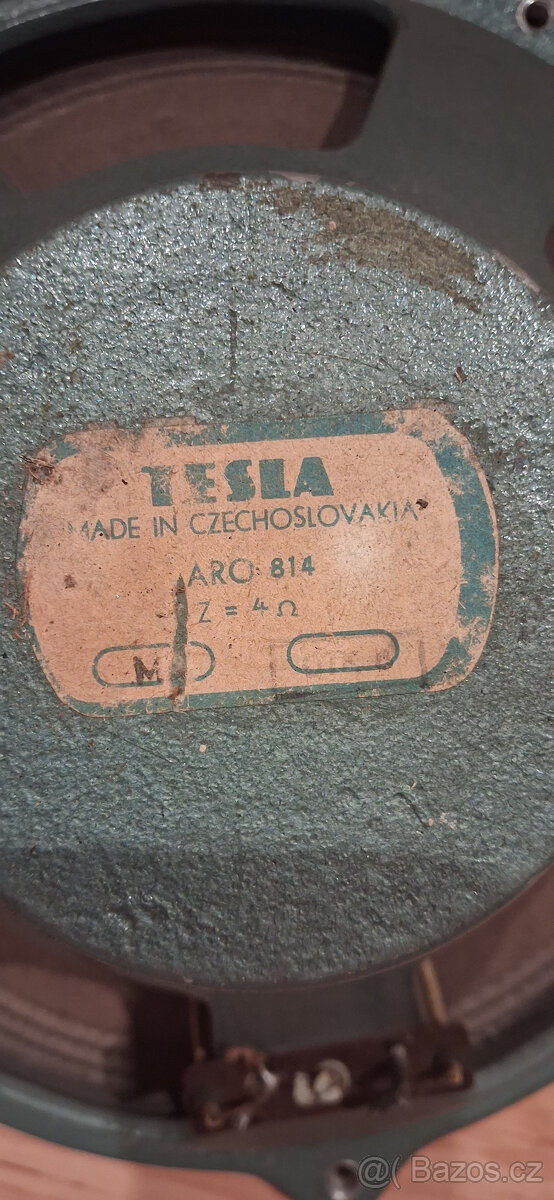 TESLA
MADE IN CZECHOSLOVAKIA
ARO 814
Z = 4 Ω
M
@( Bazos.cz